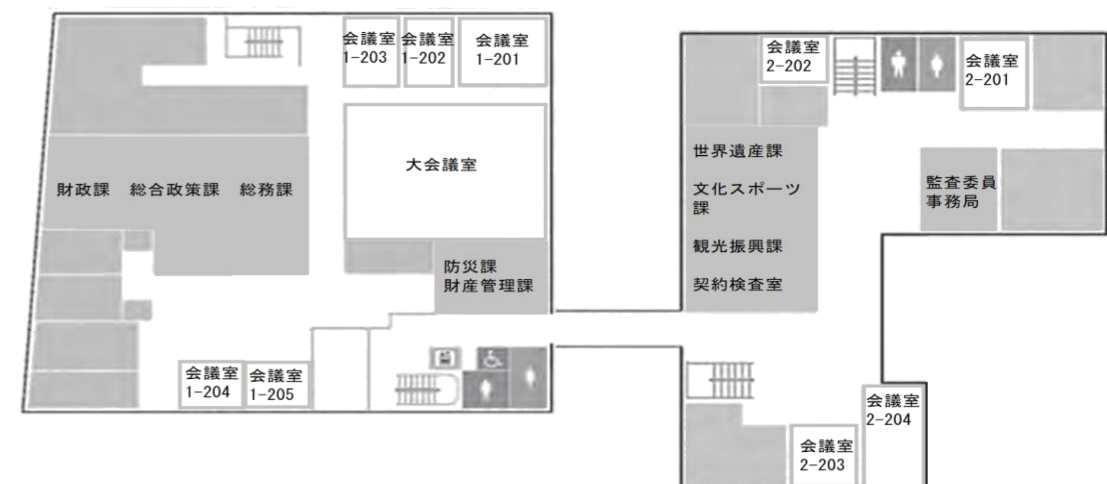 会議室
1-203
会議室
1-202
会議室
1-201
大会議室
財政課 総合政策課 総務課
防災課
財産管理課
会議室
1-204
会議室
1-205
会議室
2-202
会議室
2-201
世界遺産課
文化スポーツ
課
観光振興課
契約検査室
監査委員
事務局
会議室
2-204
会議室
2-203